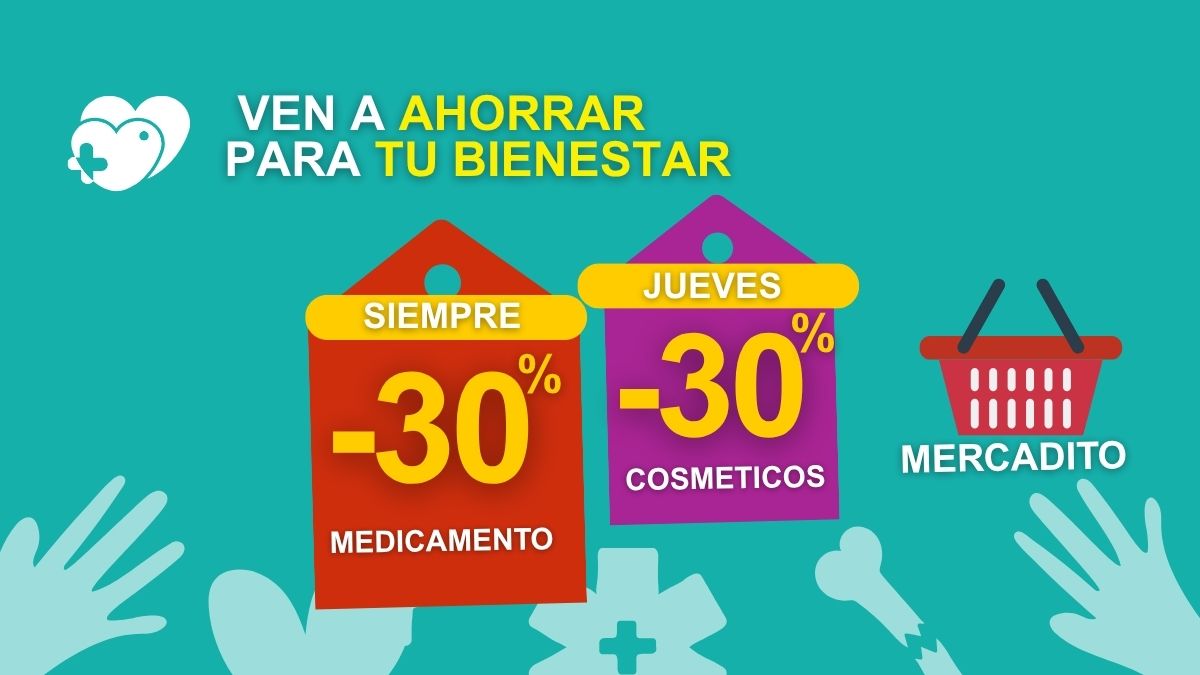 VEN A AHORRAR
PARA TU BIENESTAR
SIEMPRE
-30%
MEDICAMENTO
JUEVES
-30%
COSMETICOS
MERCADITO